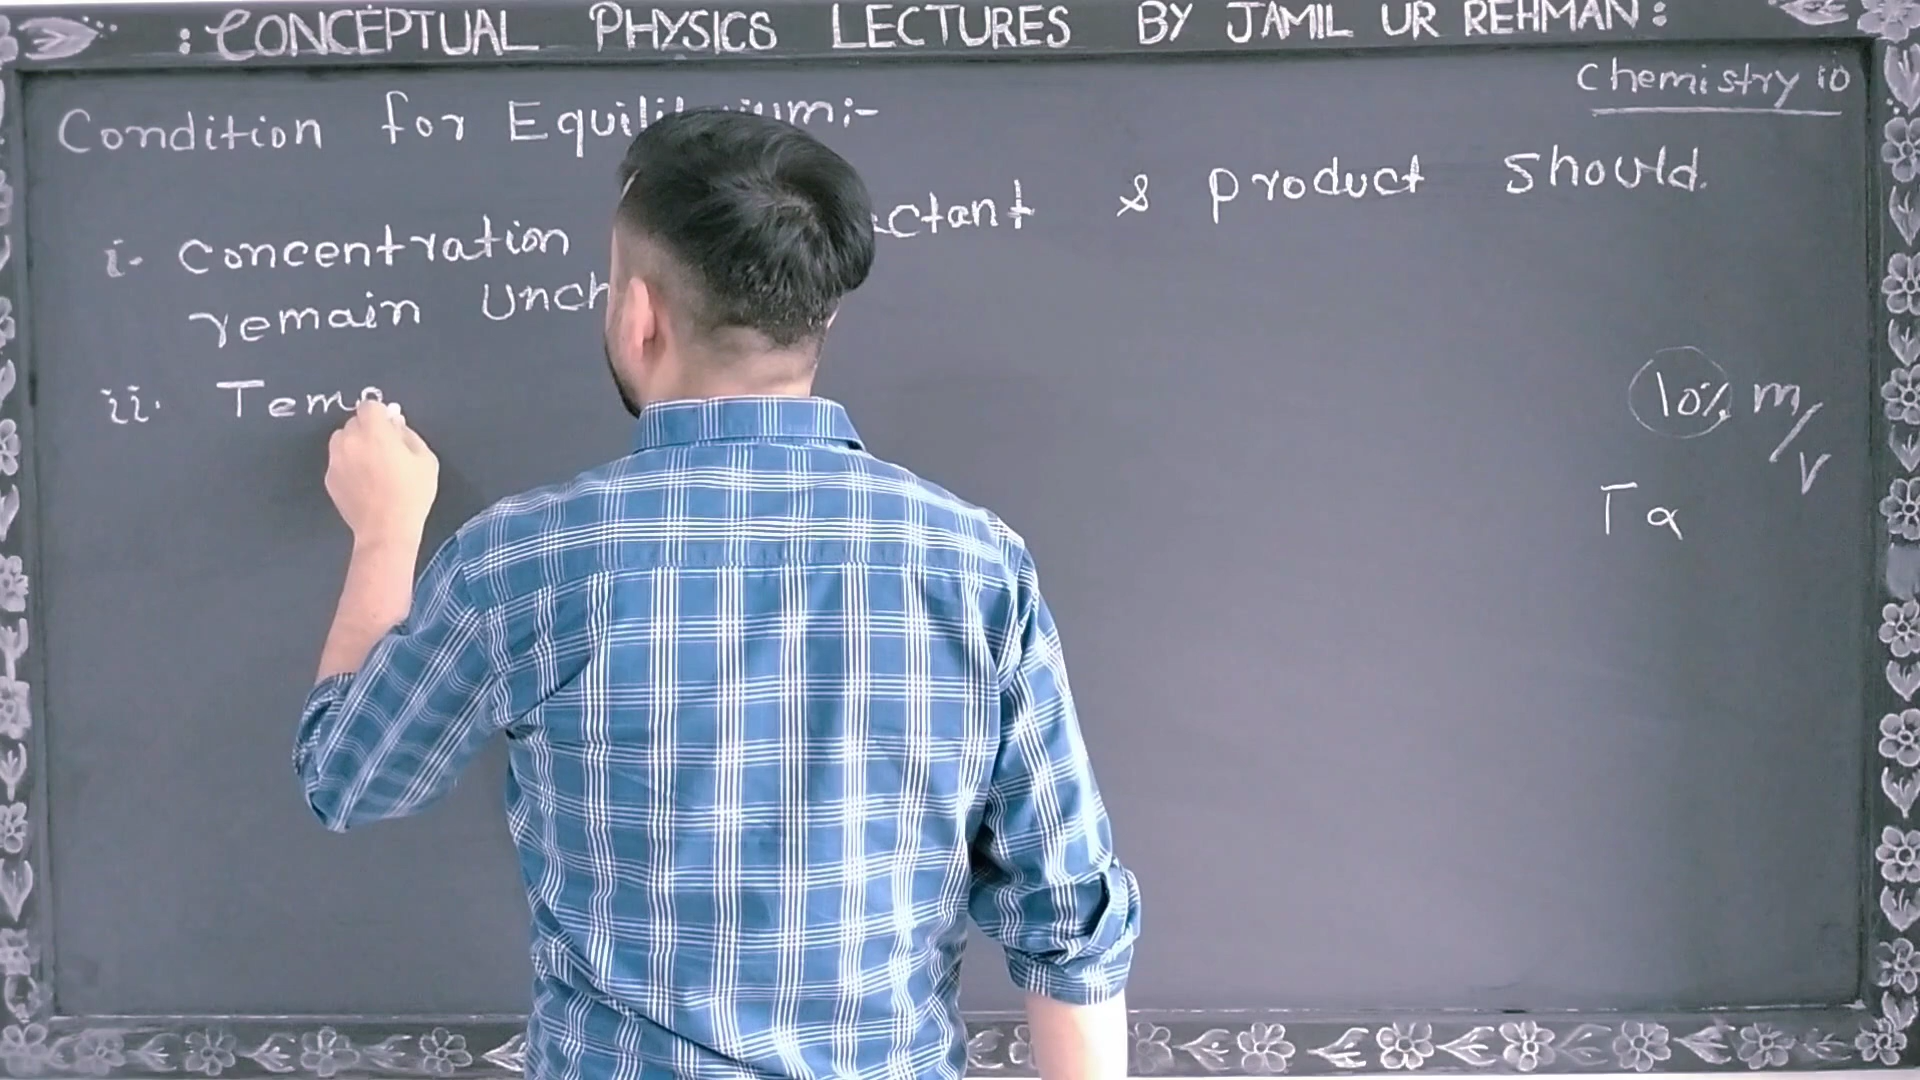 : CONCEPTUAL PHYSICS LECTURES BY JAMIL UR REHMAN :
Chemistry 10
Condition for Equilibrium:-
i. Concentration ctant & product should.
remain Unch
ii. Temp
10% m/v
T α